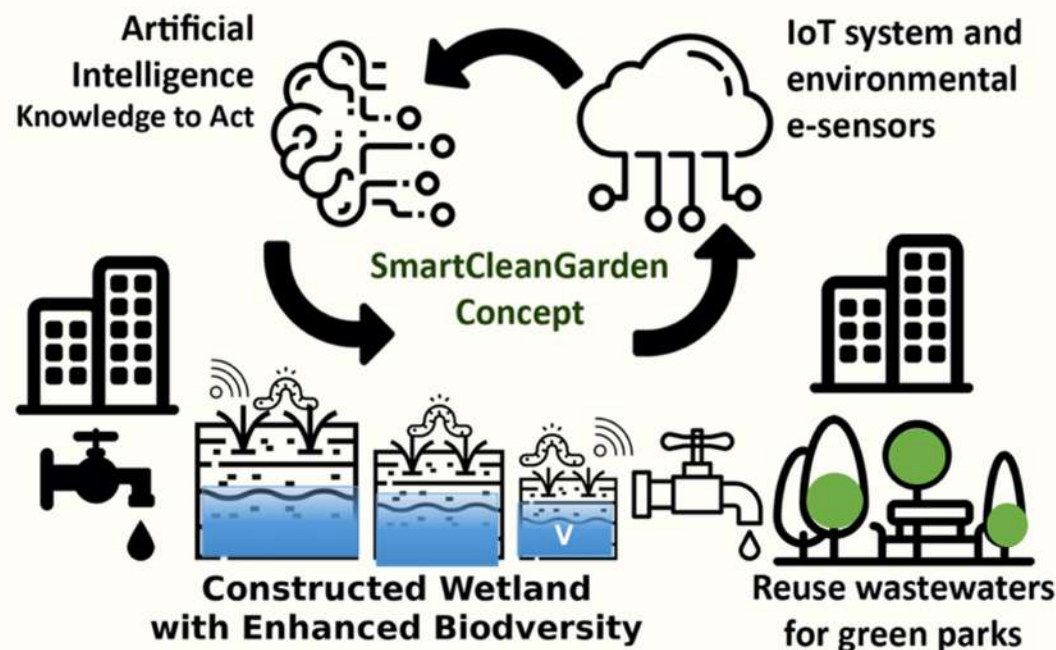 Artificial
Intelligence
Knowledge to Act
IoT system and
environmental
e-sensors
SmartCleanGarden
Concept
V
Constructed Wetland
with Enhanced Biodversity
Reuse wastewaters
for green parks